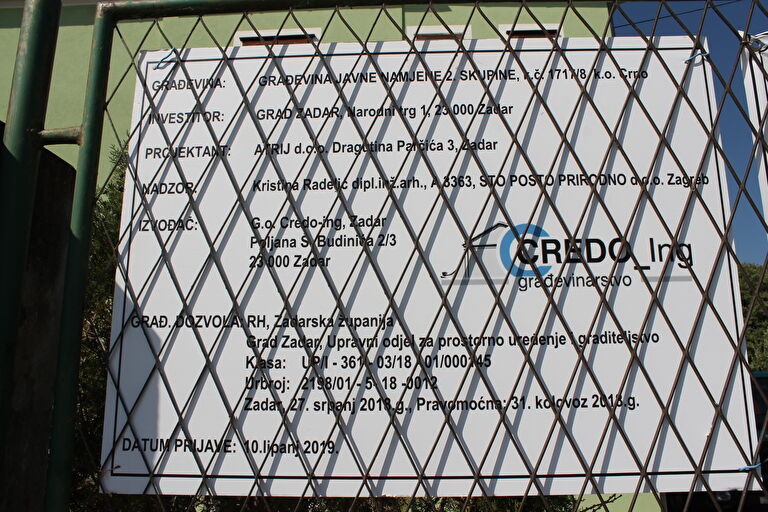 GRAĐEVINA: GRAĐEVINA JAVNE NAMJENE 2. SKUPINE, k.č. 1717/8 k.o. Crno
INVESTITOR: GRAD ZADAR, Narodni trg 1, 23 000 Zadar
PROJEKTANT: ATRIJ d.o.o. Dragutina Parčića 3, Zadar
NADZOR: Kristina Radelić dipl.inž.arh., A 3363, STO POSTO PRIRODNO d.o.o. Zagreb
IZVOĐAČ: G.o. Credo-ing, Zadar
Poljana Š. Budinića 2/3
23 000 Zadar
CREDO_Ing
građevinarstvo
GRAĐ. DOZVOLA: RH, Zadarska županija
Grad Zadar, Upravni odjel za prostorno uređenje i graditeljstvo
Klasa: UP/I - 361 - 03/18 - 01/000145
Urbroj: 2198/01 - 5 - 18 -0012
Zadar, 27. srpanj 2018.g., Pravomoćna: 31. kolovoz 2018.g.
DATUM PRIJAVE: 10.lipanj 2019.